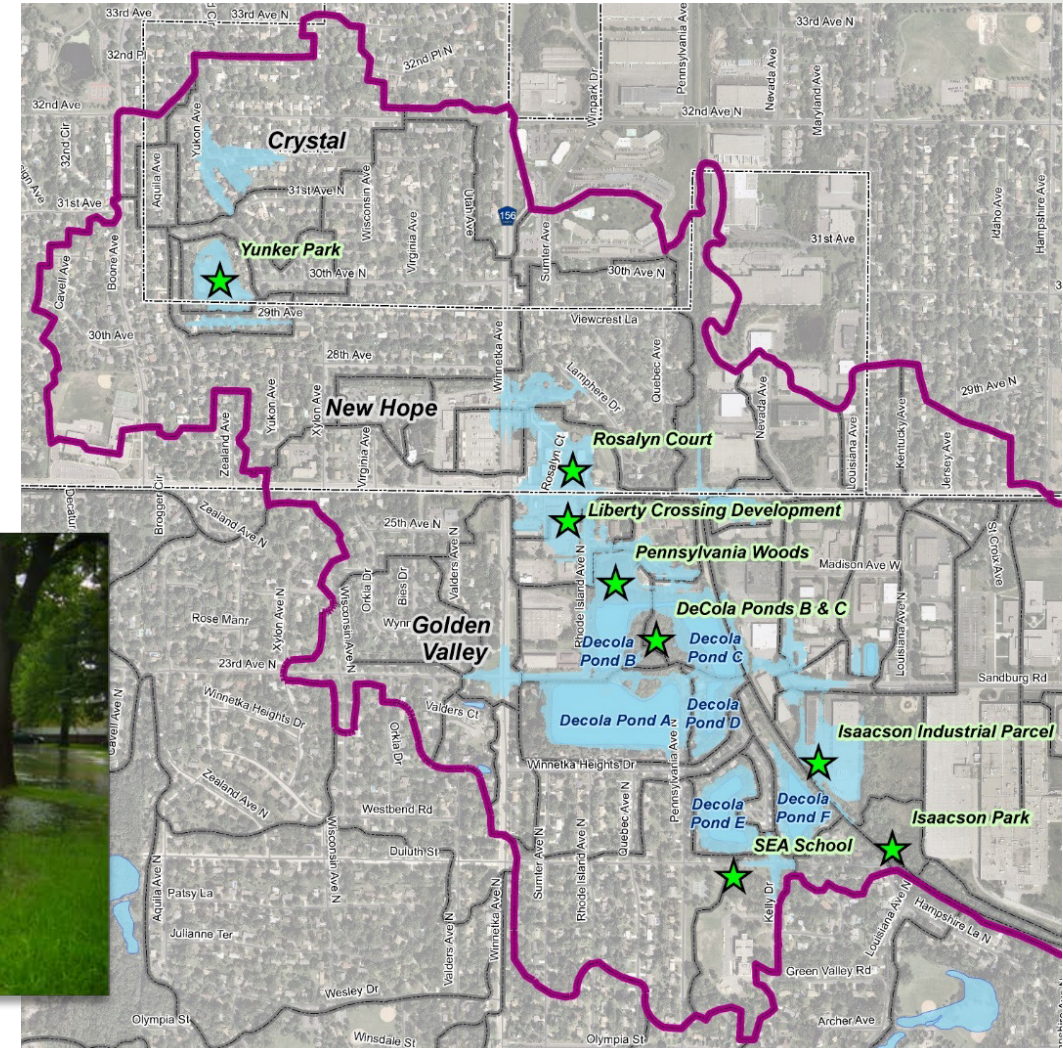 33rd Ave
33rd Ave N
33rd Ave N
32nd Pl
32nd Pl N
Pennsylvania Ave
Winpark Dr
Nevada Ave
Maryland Ave
32nd Ave
32nd Ave N
32nd Cir
Yukon Ave
Crystal
Aquila Ave
31st Ave N
Wisconsin Ave
Utah Ave
156
31st Ave
Virginia Ave
Sumter Ave
31st Ave
Idaho Ave
Hampshire Ave
Boone Ave
Cavell Ave
Yunker Park
30th Ave N
30th Ave N
29th Ave
Viewcrest La
30th Ave
28th Ave
Winnetka Ave
Lamphere Dr
Quebec Ave
29th Ave N
New Hope
Zealand Ave
Yukon Ave
Xylon Ave
Virginia Ave
Rosalyn Ct
Rosalyn Court
Nevada Ave
Louisiana Ave
Kentucky Ave
Jersey Ave
Decatur
Brogger Cir
Zealand Ave N
25th Ave N
Liberty Crossing Development
Valders Ave N
Orkla Dr
Bies Dr
Rhode Island Ave N
Pennsylvania Woods
Madison Ave W
St Croix Ave
Rose Manr
Xylon Ave N
Wisconsin Ave N
Wynn
Golden
Valley
DeCola Ponds B & C
Decola
Pond B
Decola
Pond C
Louisiana Ave N
23rd Ave N
Sandburg Rd
Winnetka Heights Dr
Valders Ct
Decola Pond A
Decola
Pond D
Cavell Ave N
Orkla Dr
Pennsylvania Ave N
Isaacson Industrial Parcel
Winnetka Heights Dr
Zealand Ave N
Westbend Rd
Decola
Pond E
Decola
Pond F
Isaacson Park
Wisconsin Ave N
Quebec Ave N
Duluth St
SEA School
Sumter Ave N
Rhode Island Ave N
Aquila Ave N
Patsy La
Kelly Dr
Louisiana Ave N
Hampshire La N
Julianne Ter
Valders Ave N
Winnetka Ave N
Green Valley Rd
Wesley Dr
Olympia St
Winsdale St
Olympia St
Archer Ave